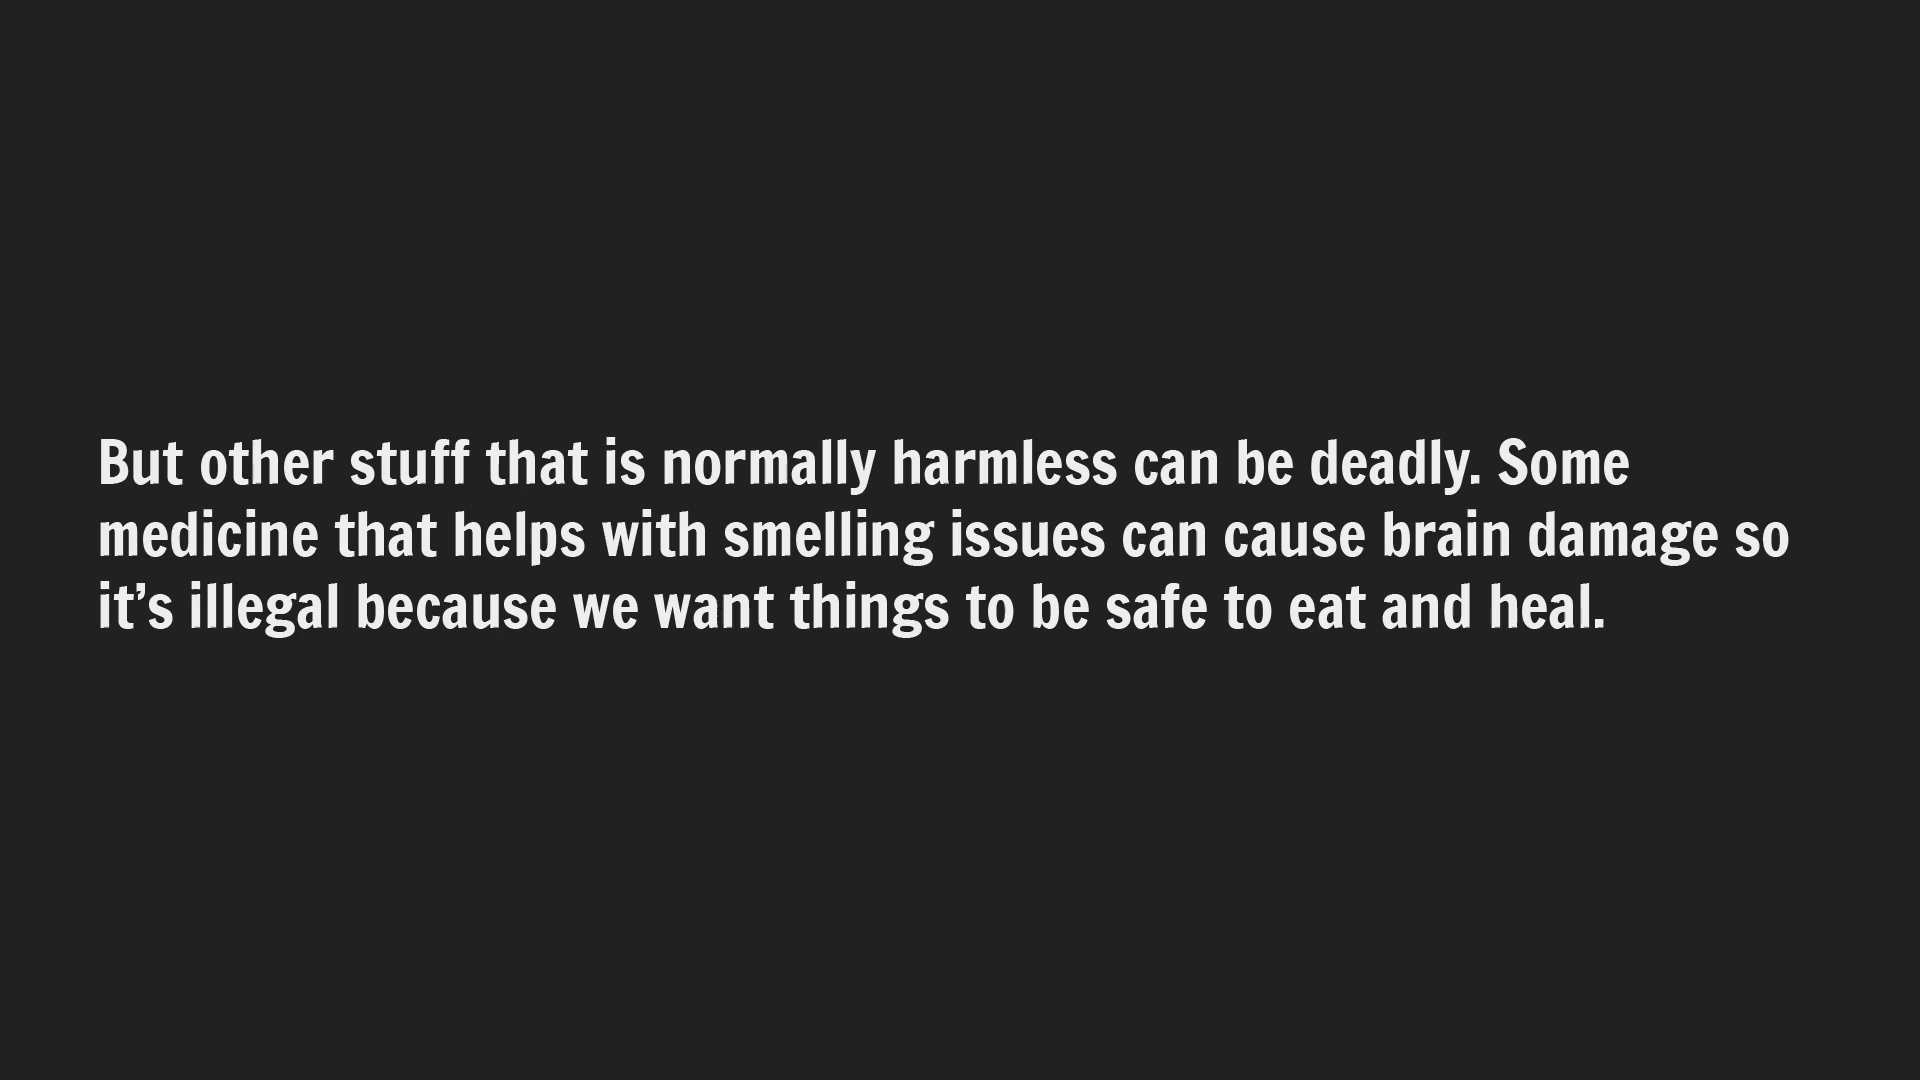 But other stuff that is normally harmless can be deadly. Some
medicine that helps with smelling issues can cause brain damage so
it’s illegal because we want things to be safe to eat and heal.